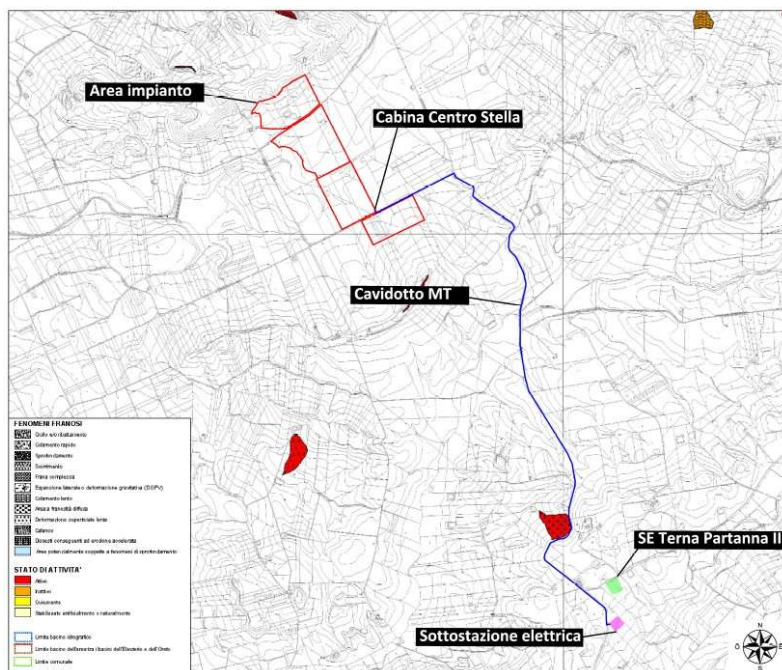 Area impianto
Cabina Centro Stella
Cavidotto MT
SE Terna Partanna II
Sottostazione elettrica
FENOMENI FRANOSI
Crollo e/o ribaltamento
Colamento rapido
Sprofondamento
Scorrimento
Frana complessa
Espansione laterale o deformazione gravitativa (DGPV)
Colamento lento
Area a franosità diffusa
Deformazione superficiale lenta
Calanco
Dissesti conseguenti ad erosione accelerata
Area potenzialmente soggetta a fenomeni di sprofondamento
STATO DI ATTIVITA'
Attivo
Inattivo
Quiescente
Stabilizzato artificialmente o naturalmente
Limite bacino idrografico
Limite comunale
N
E
S
O